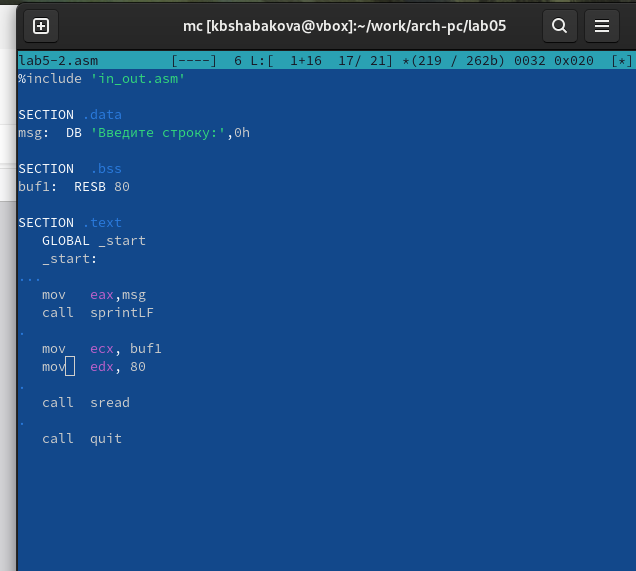 mc [kbshabakova@vbox]:~/work/arch-pc/lab05
lab5-2.asm [----] 6 L:[ 1+16 17/ 21] *(219 / 262b) 0032 0x020 [*]
%include 'in_out.asm'
SECTION .data
msg: DB 'Введите строку:',0h
SECTION .bss
buf1: RESB 80
SECTION .text
GLOBAL _start
_start:
...
mov eax,msg
call sprintLF
.
mov ecx, buf1
mov edx, 80
.
call sread
.
call quit